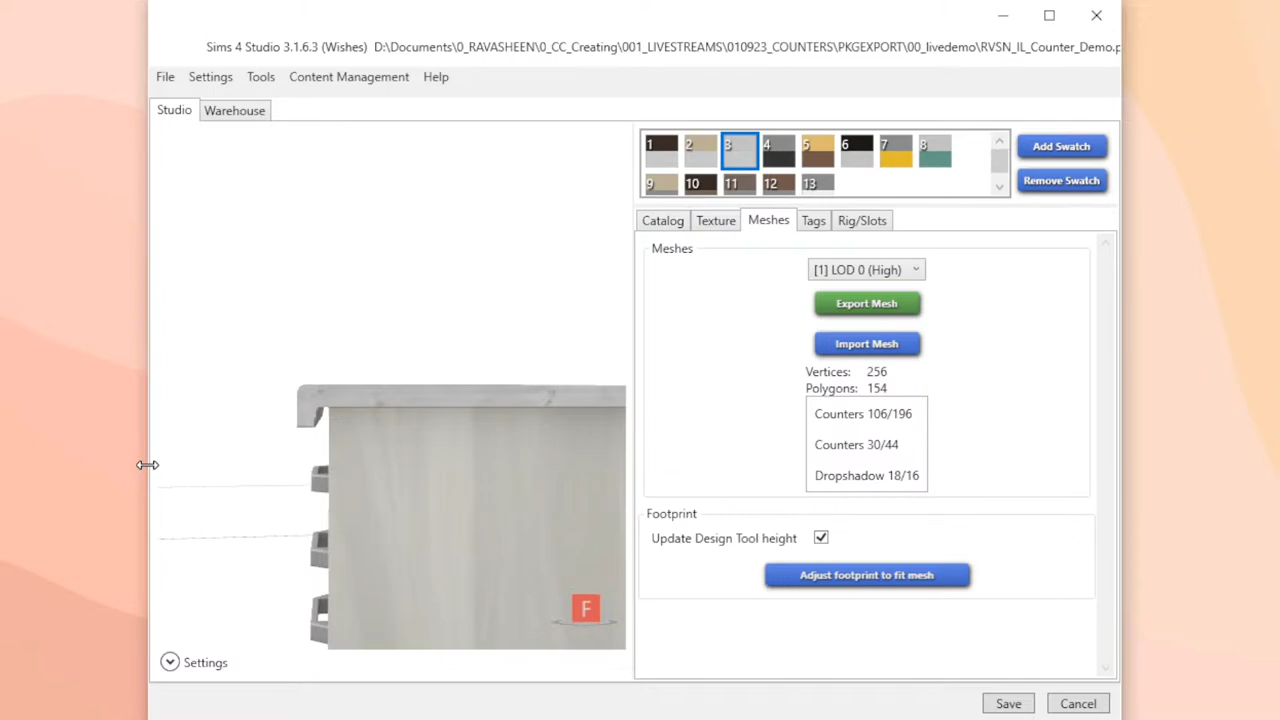 Sims 4 Studio 3.1.6.3 (Wishes) D:\Documents\0_RAVASHEEN\0_CC_Creating\001_LIVESTREAMS\010923_COUNTERS\PKGEXPORT\00_livedemo\RVSN_IL_Counter_Demo.p
File Settings Tools Content Management Help
Studio Warehouse
1 2 3 4 5 6 7 8
9 10 11 12 13
Add Swatch
Remove Swatch
Catalog Texture Meshes Tags Rig/Slots
Meshes
[1] LOD 0 (High)
Export Mesh
Import Mesh
Vertices: 256
Polygons: 154
Counters 106/196
Counters 30/44
Dropshadow 18/16
Footprint
Update Design Tool height
Adjust footprint to fit mesh
F
Settings
Save Cancel